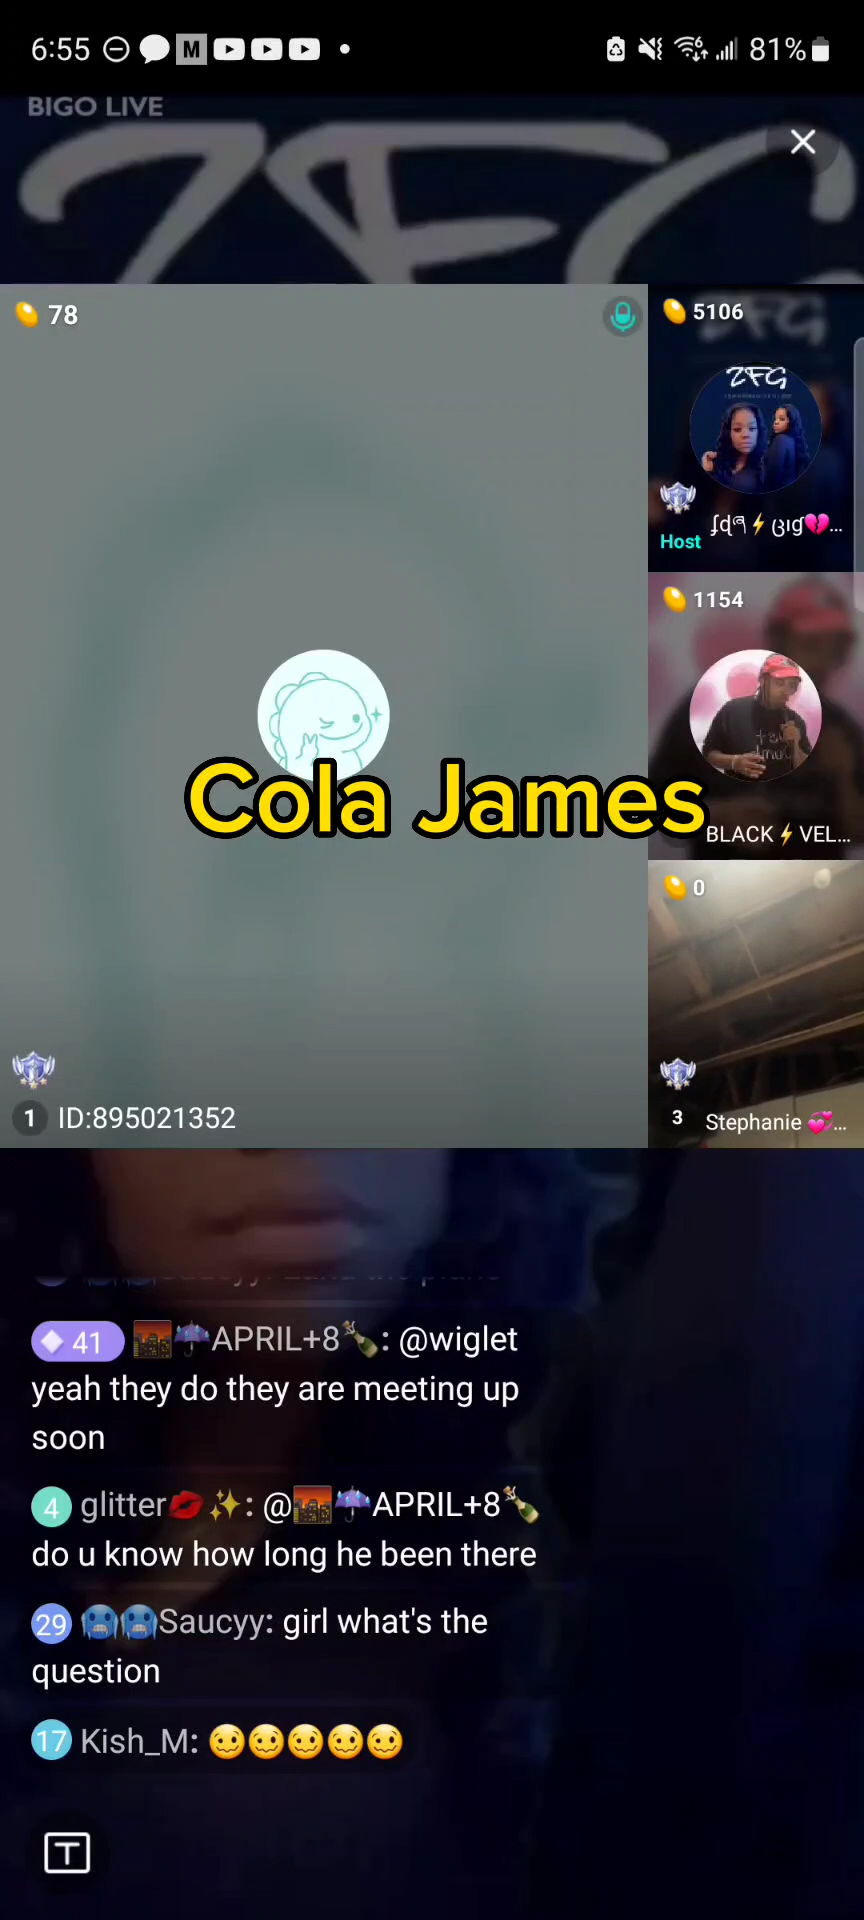 6:55 M 81%
BIGO LIVE
ZFG
78
5106
ZFG
Host
1154
Cola James
BLACK⚡VEL...
0
1 ID:895021352
3 Stephanie 💞...
41 🌇☔APRIL+8🍾: @wiglet
yeah they do they are meeting up
soon
4 glitter💋✨: @🌇☔APRIL+8🍾
do u know how long he been there
29 🥶🥶Saucyy: girl what's the
question
17 Kish_M: 🥴🥴🥴🥴🥴
T